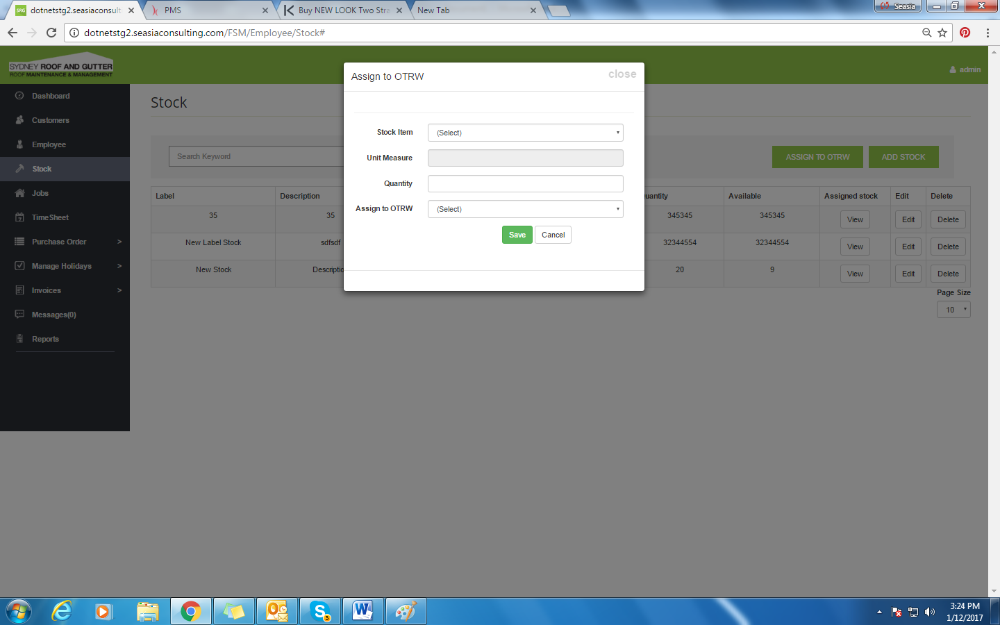 SRG dotnetstg2.seasiaconsult
PMS
Buy NEW LOOK Two Stra
New Tab
Seasia
dotnetstg2.seasiaconsulting.com/FSM/Employee/Stock#
SYDNEY ROOF AND GUTTER
ROOF MAINTENANCE & MANAGEMENT
admin
Dashboard
Customers
Employee
Stock
Jobs
TimeSheet
Purchase Order >
Manage Holidays >
Invoices >
Messages(0)
Reports
Stock
Search Keyword
ASSIGN TO OTRW ADD STOCK
Label Description uantity Available Assigned stock Edit Delete
35 35 345345 345345 View Edit Delete
New Label Stock sdfsdf 32344554 32344554 View Edit Delete
New Stock Descriptio 20 9 View Edit Delete
Page Size
10
Assign to OTRW close
Stock Item (Select)
Unit Measure
Quantity
Assign to OTRW (Select)
Save Cancel
3
3:24 PM
1/12/2017